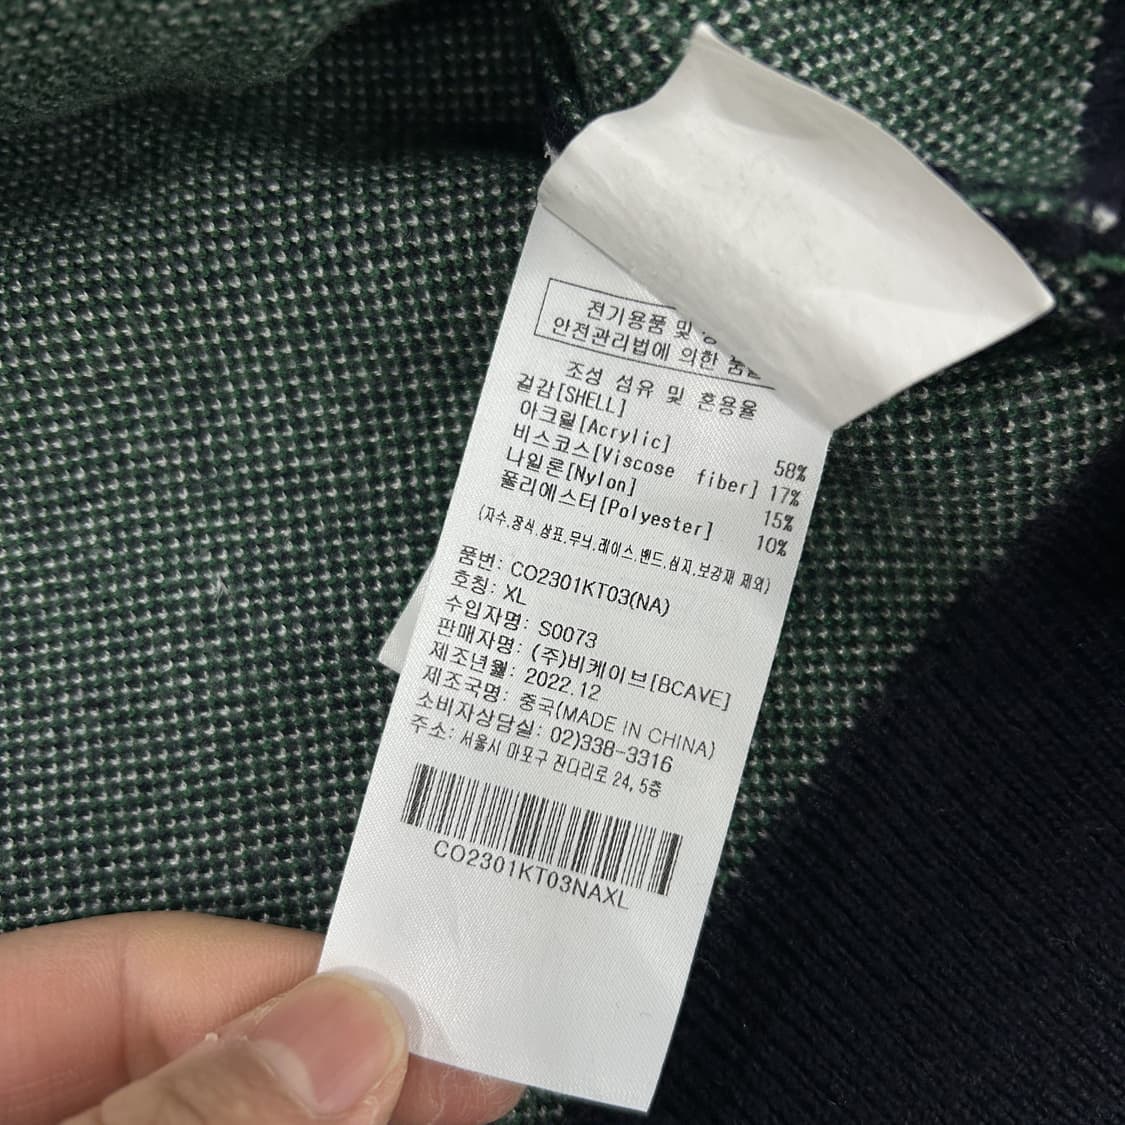 전기용품 및
안전관리법에 의한 품질
조성 섬유 및 혼용율
겉감[SHELL]
아크릴[Acrylic] 58%
비스코스[Viscose fiber] 17%
나일론[Nylon] 15%
폴리에스터[Polyester] 10%
(자수.장식.상표.무늬.레이스.밴드.심지.보강재 제외)
품번: CO2301KT03(NA)
호칭: XL
수입자명: S0073
판매자명: (주)비케이브[BCAVE]
제조년월: 2022.12
제조국명: 중국(MADE IN CHINA)
소비자상담실: 02)338-3316
주소: 서울시 마포구 잔다리로 24, 5층
CO2301KT03NAXL